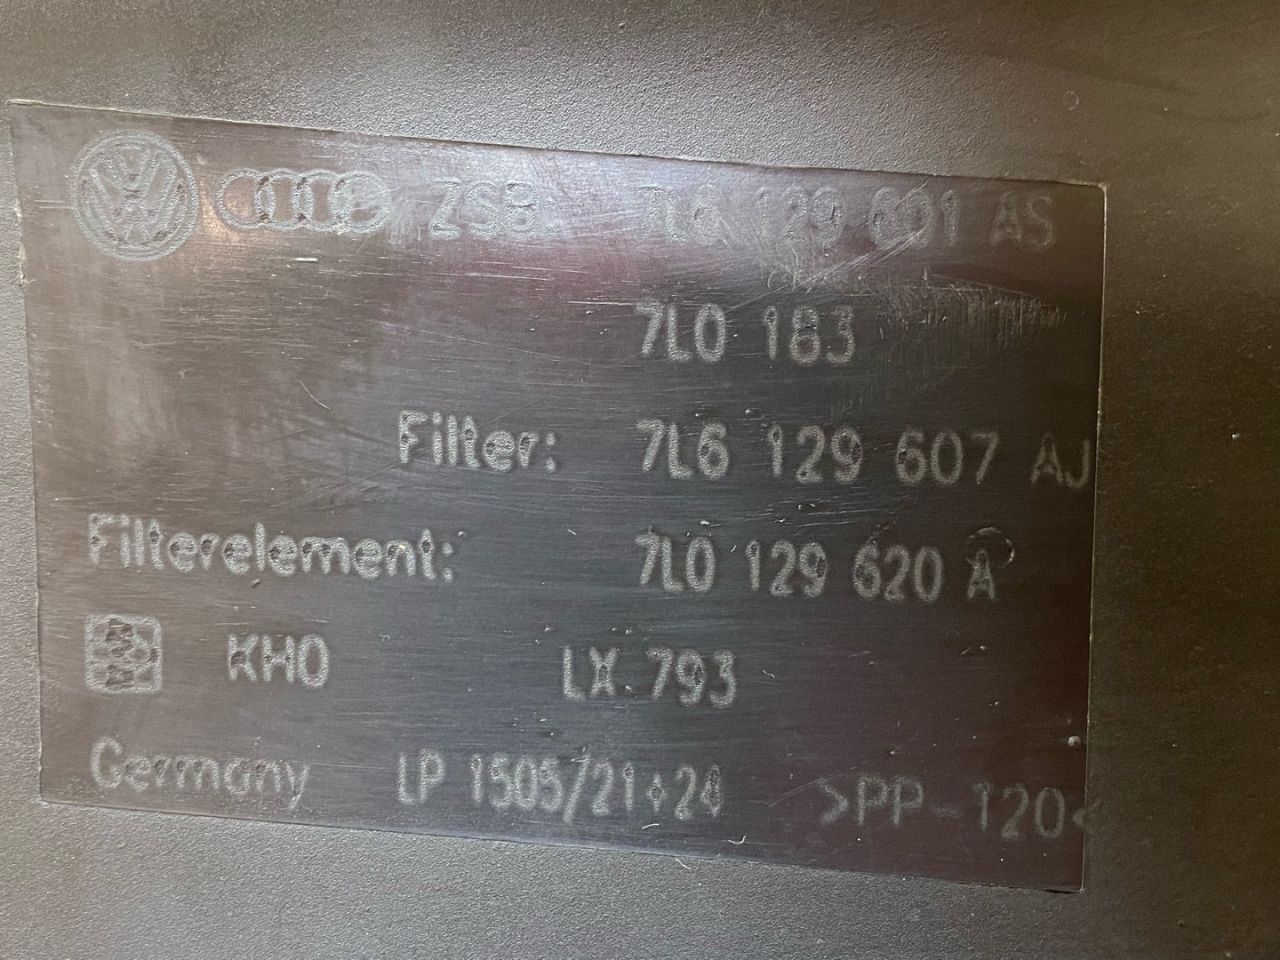 ZSB. 7L6 129 601 AS
7L0 183
Filter: 7L6 129 607 AJ
Filterelement: 7L0 129 620 A
KHO LX 793
Germany LP 1505/21+24 >PP-120<